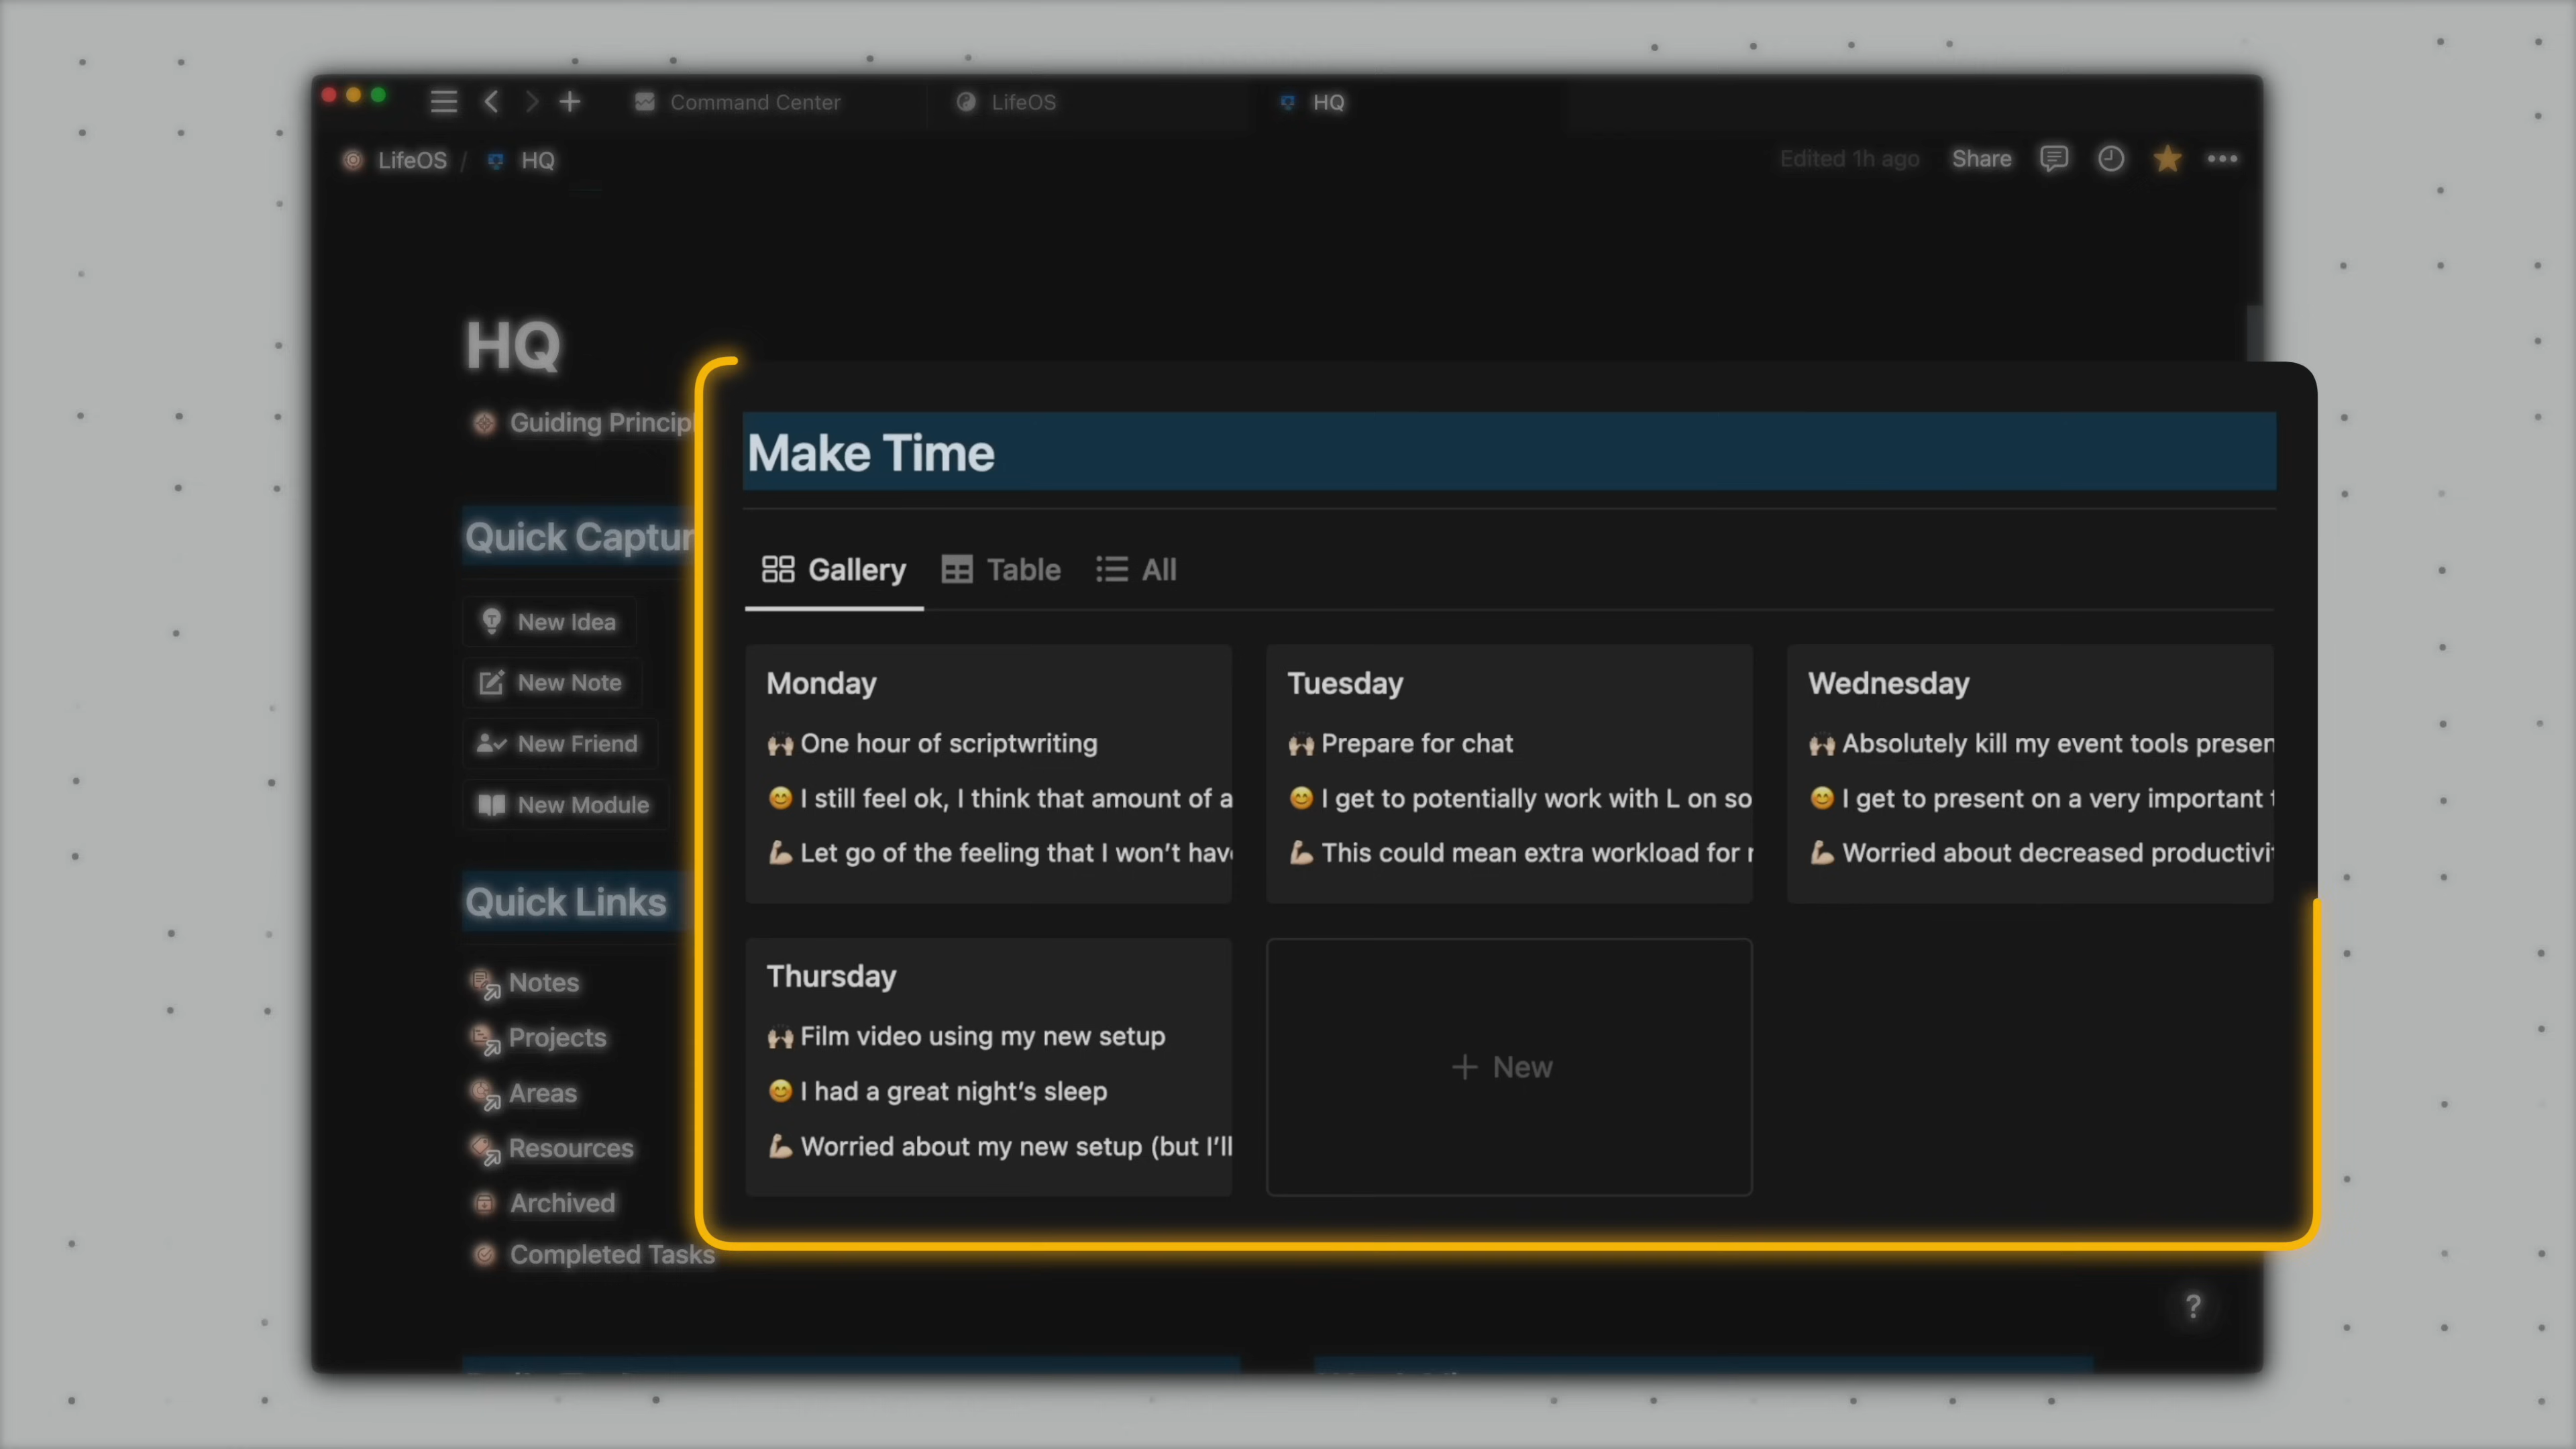 Command Center
LifeOS
HQ
LifeOS / HQ
Edited 1h ago
Share
HQ
Guiding
Quick
New Idea
New Note
New Friend
New Module
Quick Links
Notes
Projects
Areas
Resources
Archived
Completed Tasks
Make Time
Gallery
Table
All
Monday
One hour of scriptwriting
I still feel ok, I think that amount of a
Let go of the feeling that I won't hav
Tuesday
Prepare for chat
I get to potentially work with L on so
This could mean extra workload for
Wednesday
Absolutely kill my event tools presen
I get to present on a very important
Worried about decreased productivi
Thursday
Film video using my new setup
I had a great night's sleep
Worried about my new setup (but I'll
+ New
?